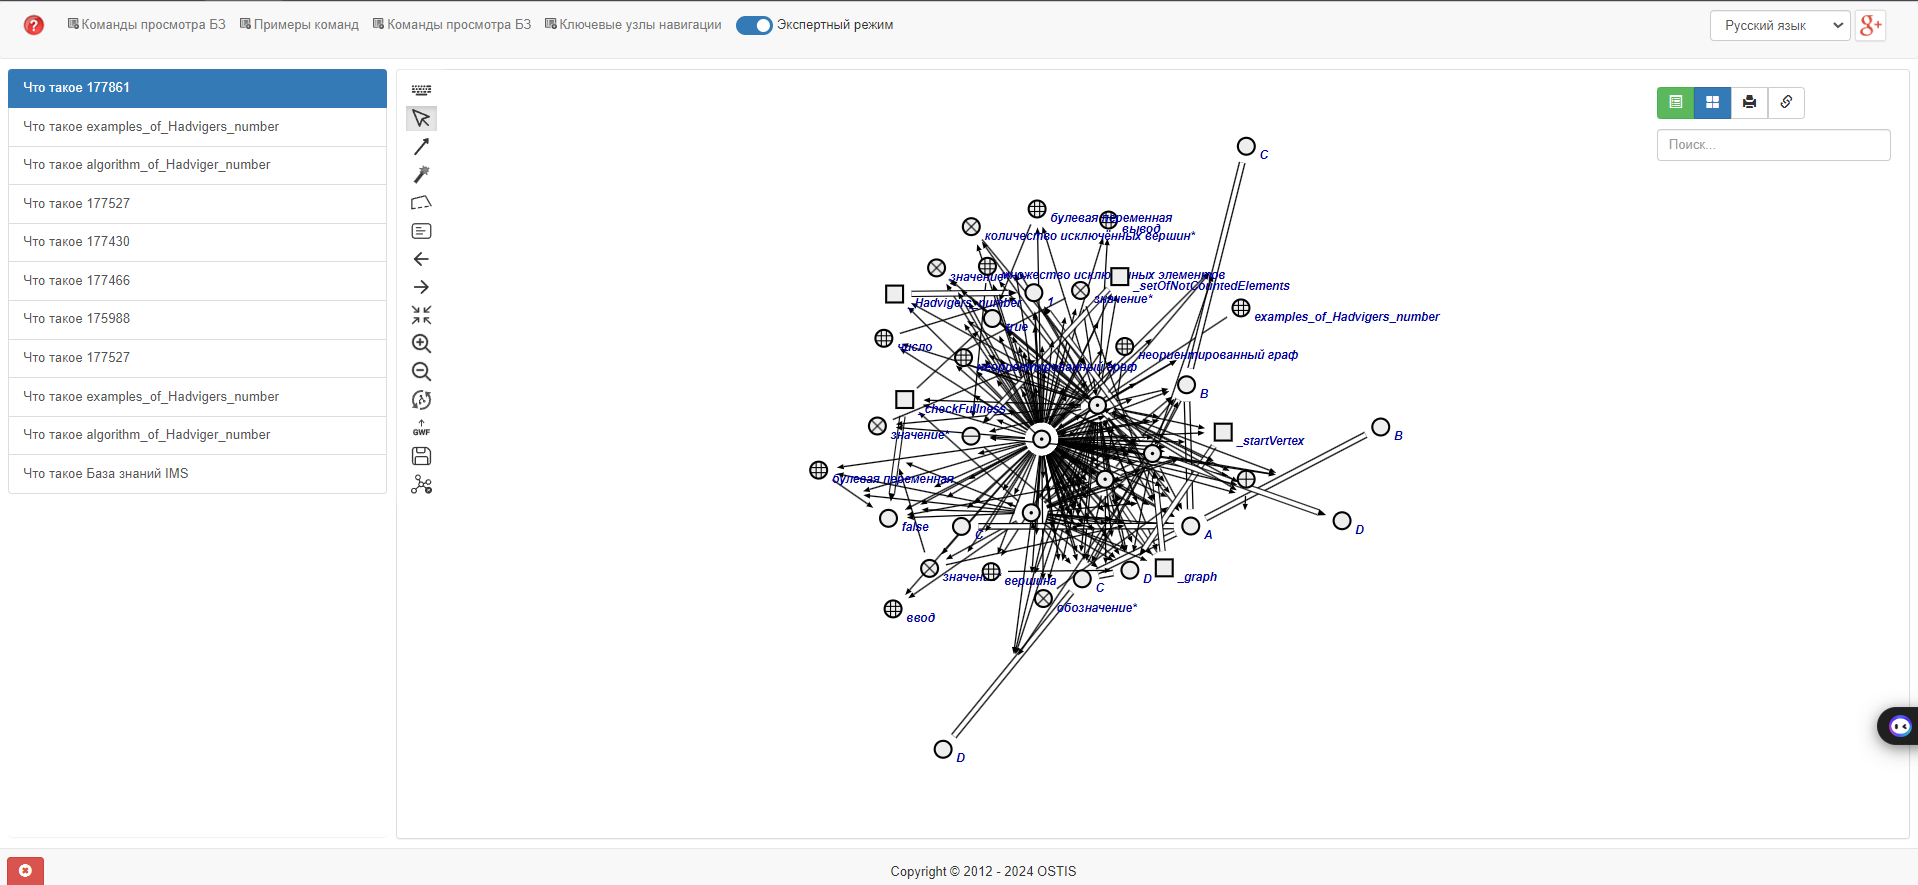 Команды просмотра БЗ
Примеры команд
Команды просмотра БЗ
Ключевые узлы навигации
Экспертный режим
Русский язык
g+
Что такое 177861
Что такое examples_of_Hadvigers_number
Что такое algorithm_of_Hadviger_number
Что такое 177527
Что такое 177430
Что такое 177466
Что такое 175988
Что такое 177527
Что такое examples_of_Hadvigers_number
Что такое algorithm_of_Hadviger_number
Что такое База знаний IMS
GWF
Поиск...
C
булевая переменная
вывод
количество исключённых вершин*
значение*
множество исключённых элементов
_setOfNotCountedElements
Hadvigers_number
1
значение*
examples_of_Hadvigers_number
true
число
неориентированный граф
неориентированный граф
B
checkFullness
значение*
_startVertex
B
булевая переменная
false
C
A
D
значение*
вершина
C
D
_graph
обозначение*
ввод
D
Copyright © 2012 - 2024 OSTIS